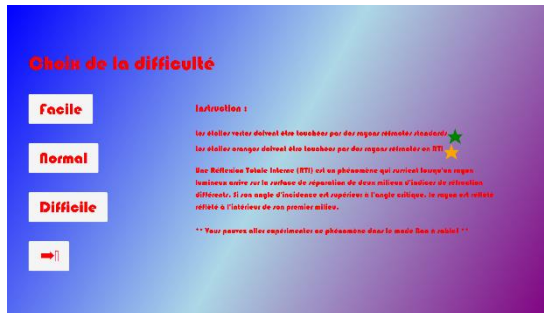 Choix de la difficulté
Facile
Normal
Difficile
Instruction :
Les étoiles vertes doivent être touchées par des rayons réfractés standards
Les étoiles oranges doivent être touchées par des rayons réfractés en RTI
Une Réflexion Totale Interne (RTI) est un phénomène qui survient lorsqu'un rayon
lumineux arrive sur la surface de séparation de deux milieux d'indices de réfraction
différents. Si son angle d'incidence est supérieur à l'angle critique, le rayon est reflété
reflété à l'intérieur de son premier milieu.
** Vous pouvez aller expérimenter ce phénomène dans le mode Bac à sable! **